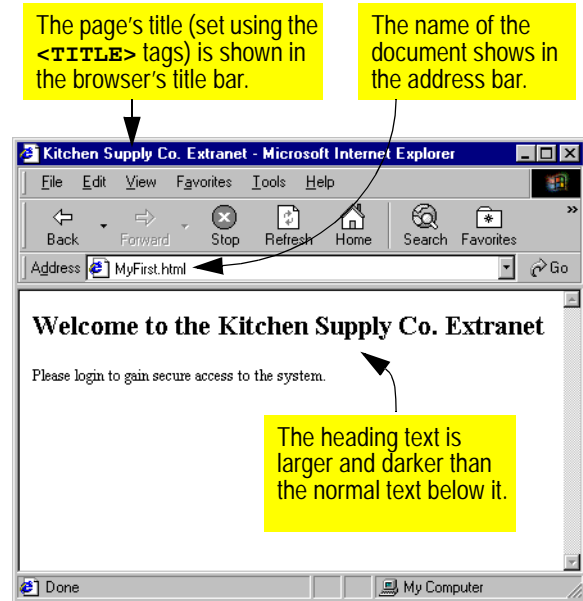 The page's title (set using the
<TITLE> tags) is shown in
the browser's title bar.
The name of the
document shows in
the address bar.
Kitchen Supply Co. Extranet - Microsoft Internet Explorer
File Edit View Favorites Tools Help
Back Forward Stop Refresh Home Search Favorites »
Address MyFirst.html Go
Welcome to the Kitchen Supply Co. Extranet
Please login to gain secure access to the system.
The heading text is
larger and darker than
the normal text below it.
Done My Computer